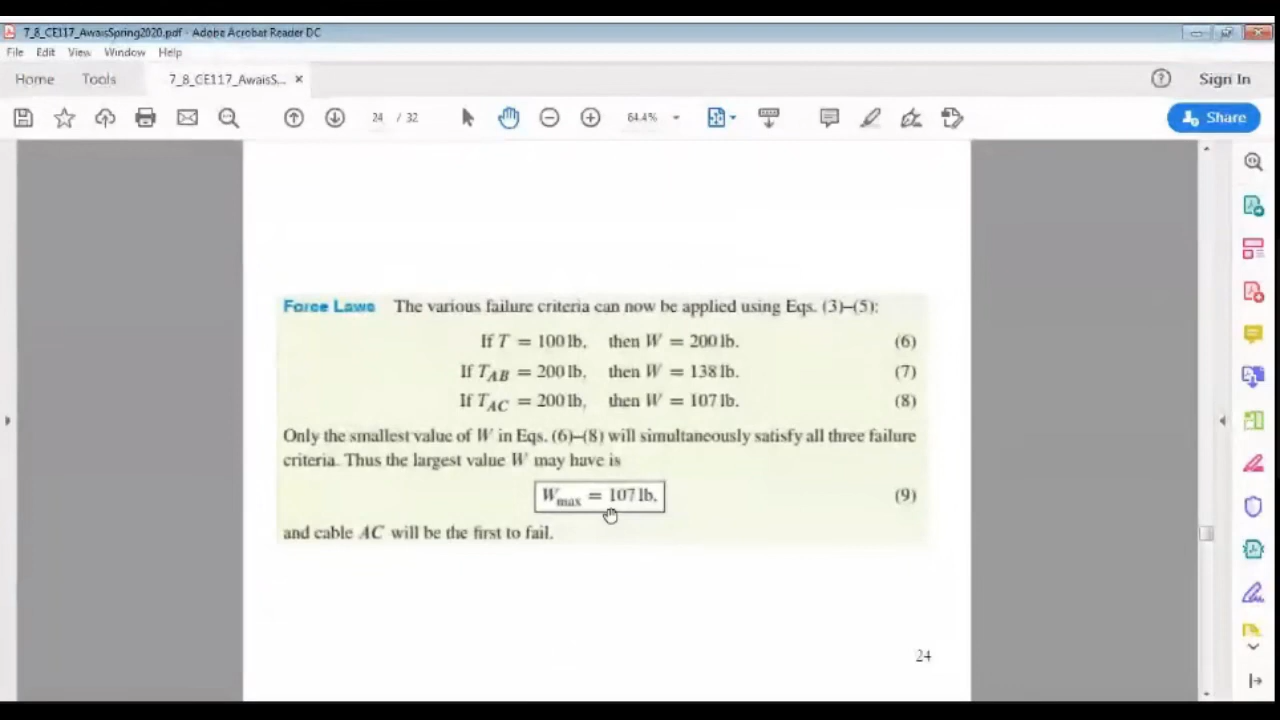 7_8_CE117_AwaisSpring2020.pdf - Adobe Acrobat Reader DC
File Edit View Window Help
Home Tools 7_8_CE117_AwaisS... × Sign In
24 / 32 64.4% Share
Force Laws The various failure criteria can now be applied using Eqs. (3)–(5):
If T = 100 lb, then W = 200 lb. (6)
If T_AB = 200 lb, then W = 138 lb. (7)
If T_AC = 200 lb, then W = 107 lb. (8)
Only the smallest value of W in Eqs. (6)–(8) will simultaneously satisfy all three failure
criteria. Thus the largest value W may have is
W_max = 107 lb, (9)
and cable AC will be the first to fail.
24